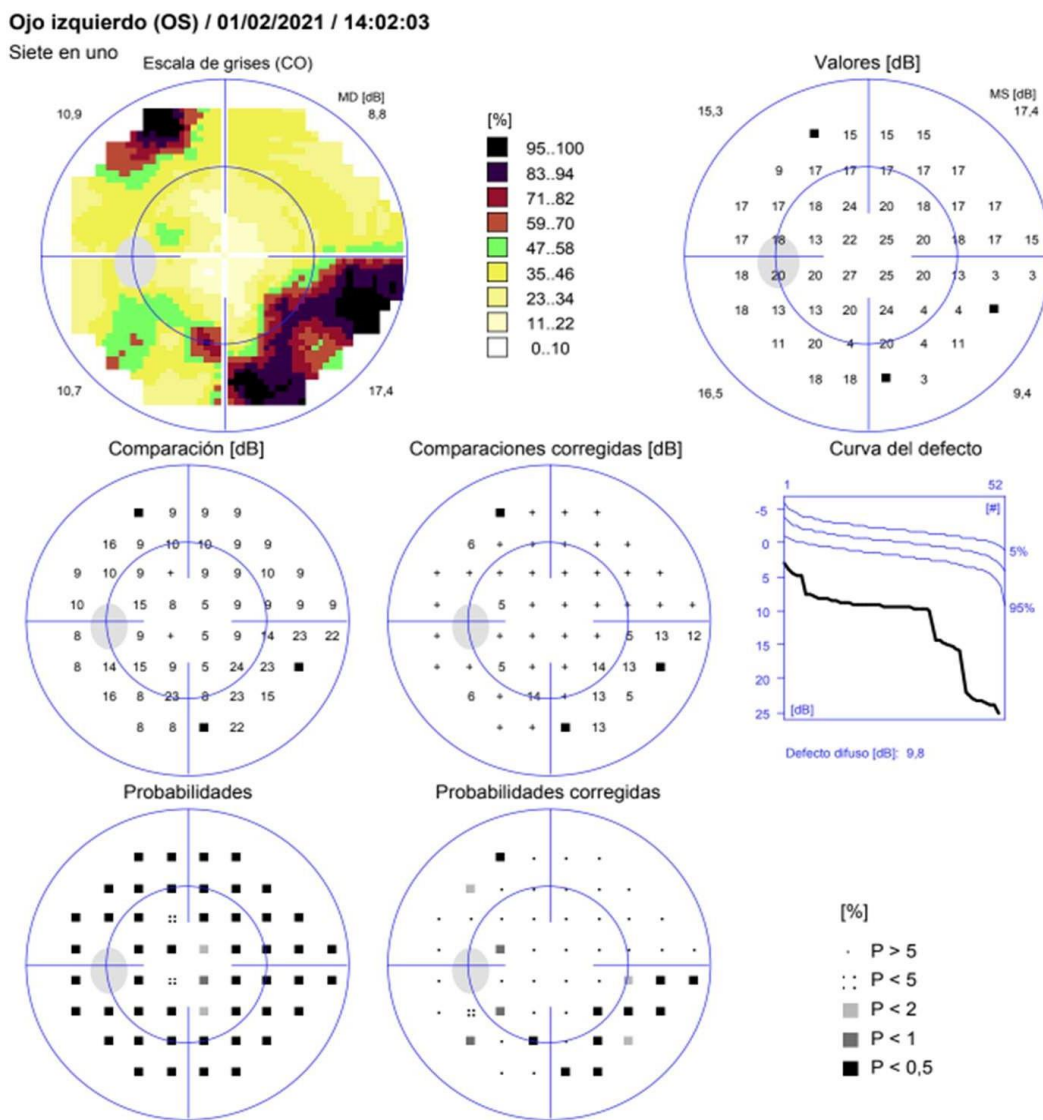 Ojo izquierdo (OS) / 01/02/2021 / 14:02:03
Siete en uno
Escala de grises (CO)
MD [dB]
10,9
8,8
10,7
17,4
[%]
95..100
83..94
71..82
59..70
47..58
35..46
23..34
11..22
0..10
Valores [dB]
MS [dB]
15,3
17,4
15 15 15
9 17 17 17 17 17
17 17 18 24 20 18 17 17
17 18 13 22 25 20 18 17 15
18 20 20 27 25 20 13 3 3
18 13 13 20 24 4 4
11 20 4 20 4 11
18 18 3
16,5
9,4
Comparación [dB]
9 9 9
16 9 10 10 9 9
9 10 9 + 9 9 10 9
10 15 8 5 9 9 9 9
8 9 + 5 9 14 23 22
8 14 15 9 5 24 23
16 8 23 8 23 15
8 8 22
Comparaciones corregidas [dB]
+ + +
6 + + + + +
+ + + + + + + +
+ 5 + + + + + +
+ + + + + 5 13 12
+ + 5 + + 14 13
6 + 14 + 13 5
+ + 13
Curva del defecto
1 52
[#]
-5
0
5
10
15
20
25
5%
95%
[dB]
Defecto difuso [dB]: 9,8
Probabilidades
Probabilidades corregidas
[%]
P > 5
P < 5
P < 2
P < 1
P < 0,5